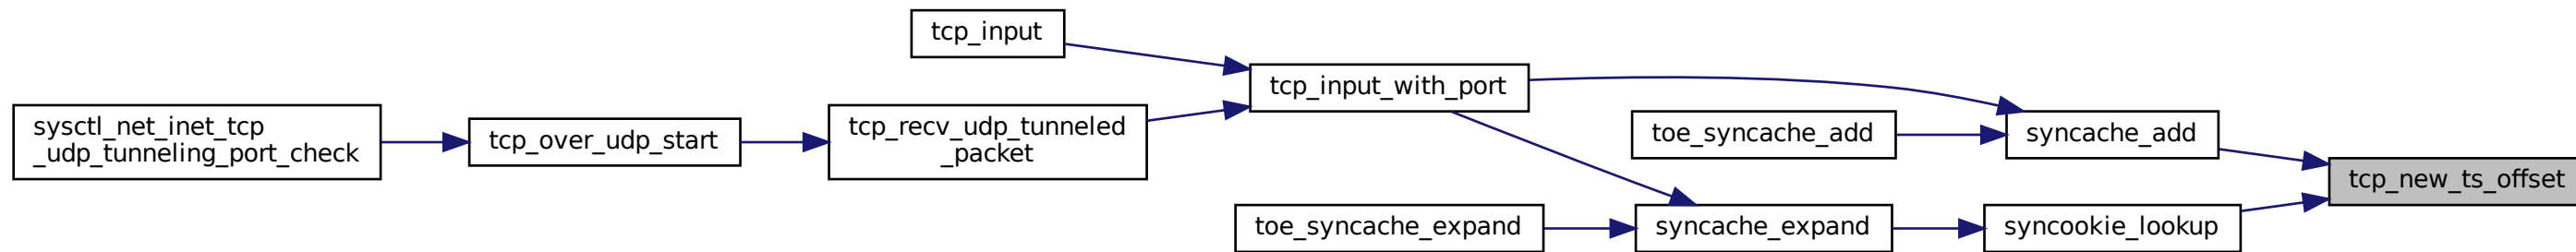 tcp_input
tcp_input_with_port
sysctl_net_inet_tcp
_udp_tunneling_port_check
tcp_over_udp_start
tcp_recv_udp_tunneled
_packet
toe_syncache_add
syncache_add
tcp_new_ts_offset
toe_syncache_expand
syncache_expand
syncookie_lookup